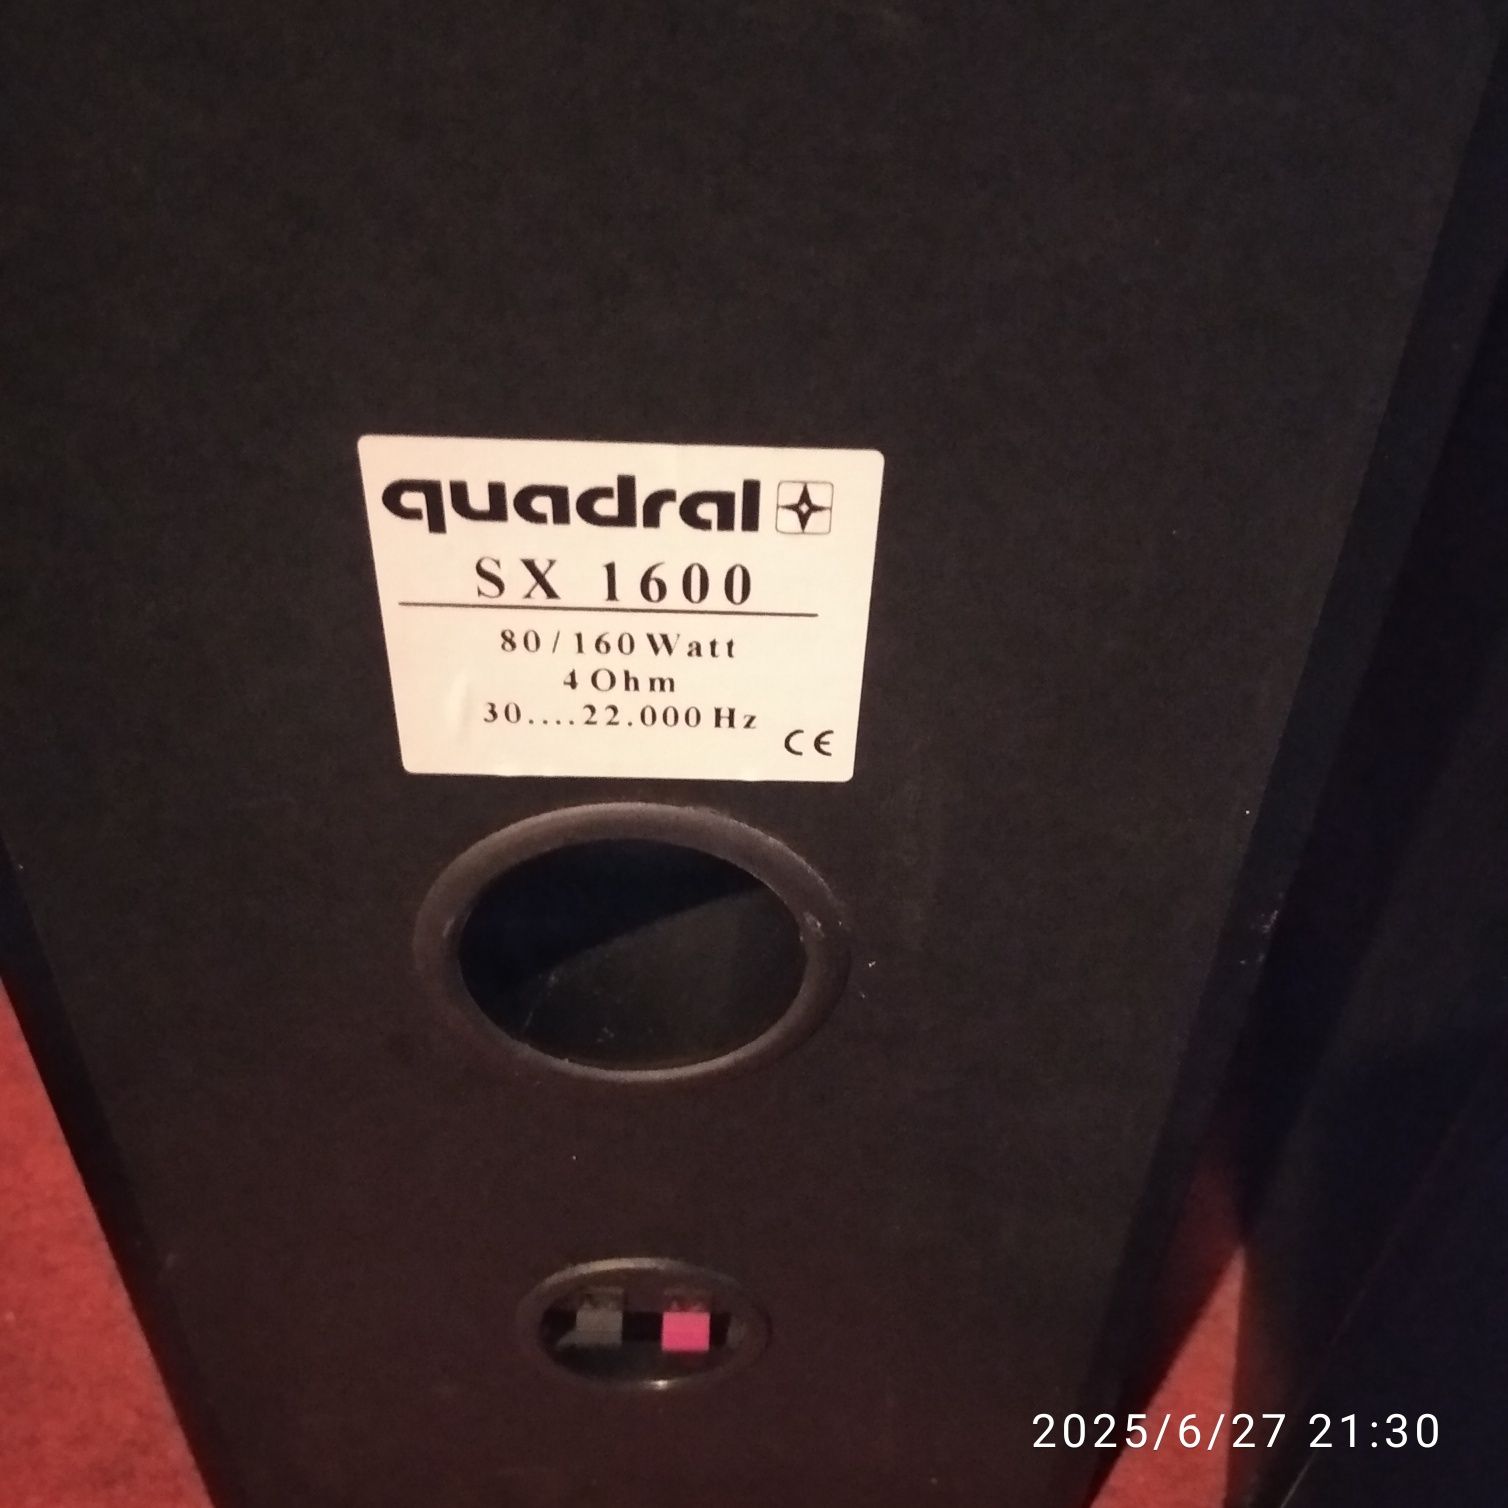 quadral
SX 1600
80/160 Watt
4 Ohm
30....22.000 Hz
CE
2025/6/27 21:30